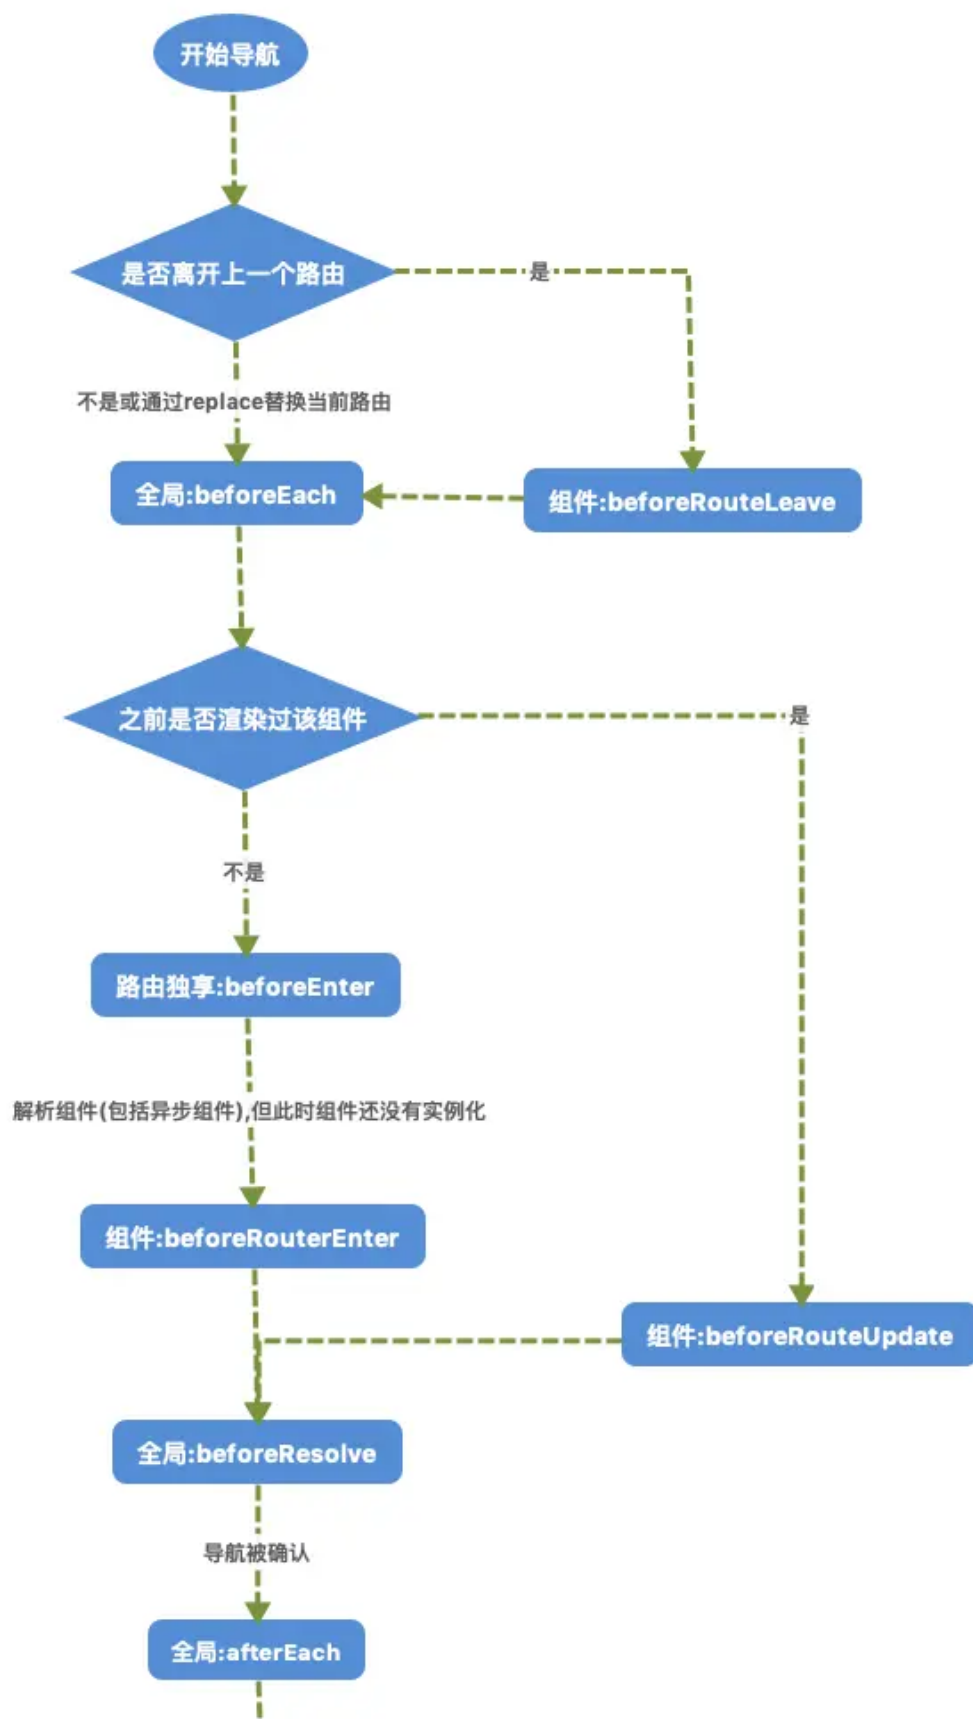 开始导航
是否离开上一个路由
是
不是或通过replace替换当前路由
全局:beforeEach
组件:beforeRouteLeave
之前是否渲染过该组件
是
不是
路由独享:beforeEnter
解析组件(包括异步组件),但此时组件还没有实例化
组件:beforeRouterEnter
组件:beforeRouteUpdate
全局:beforeResolve
导航被确认
全局:afterEach